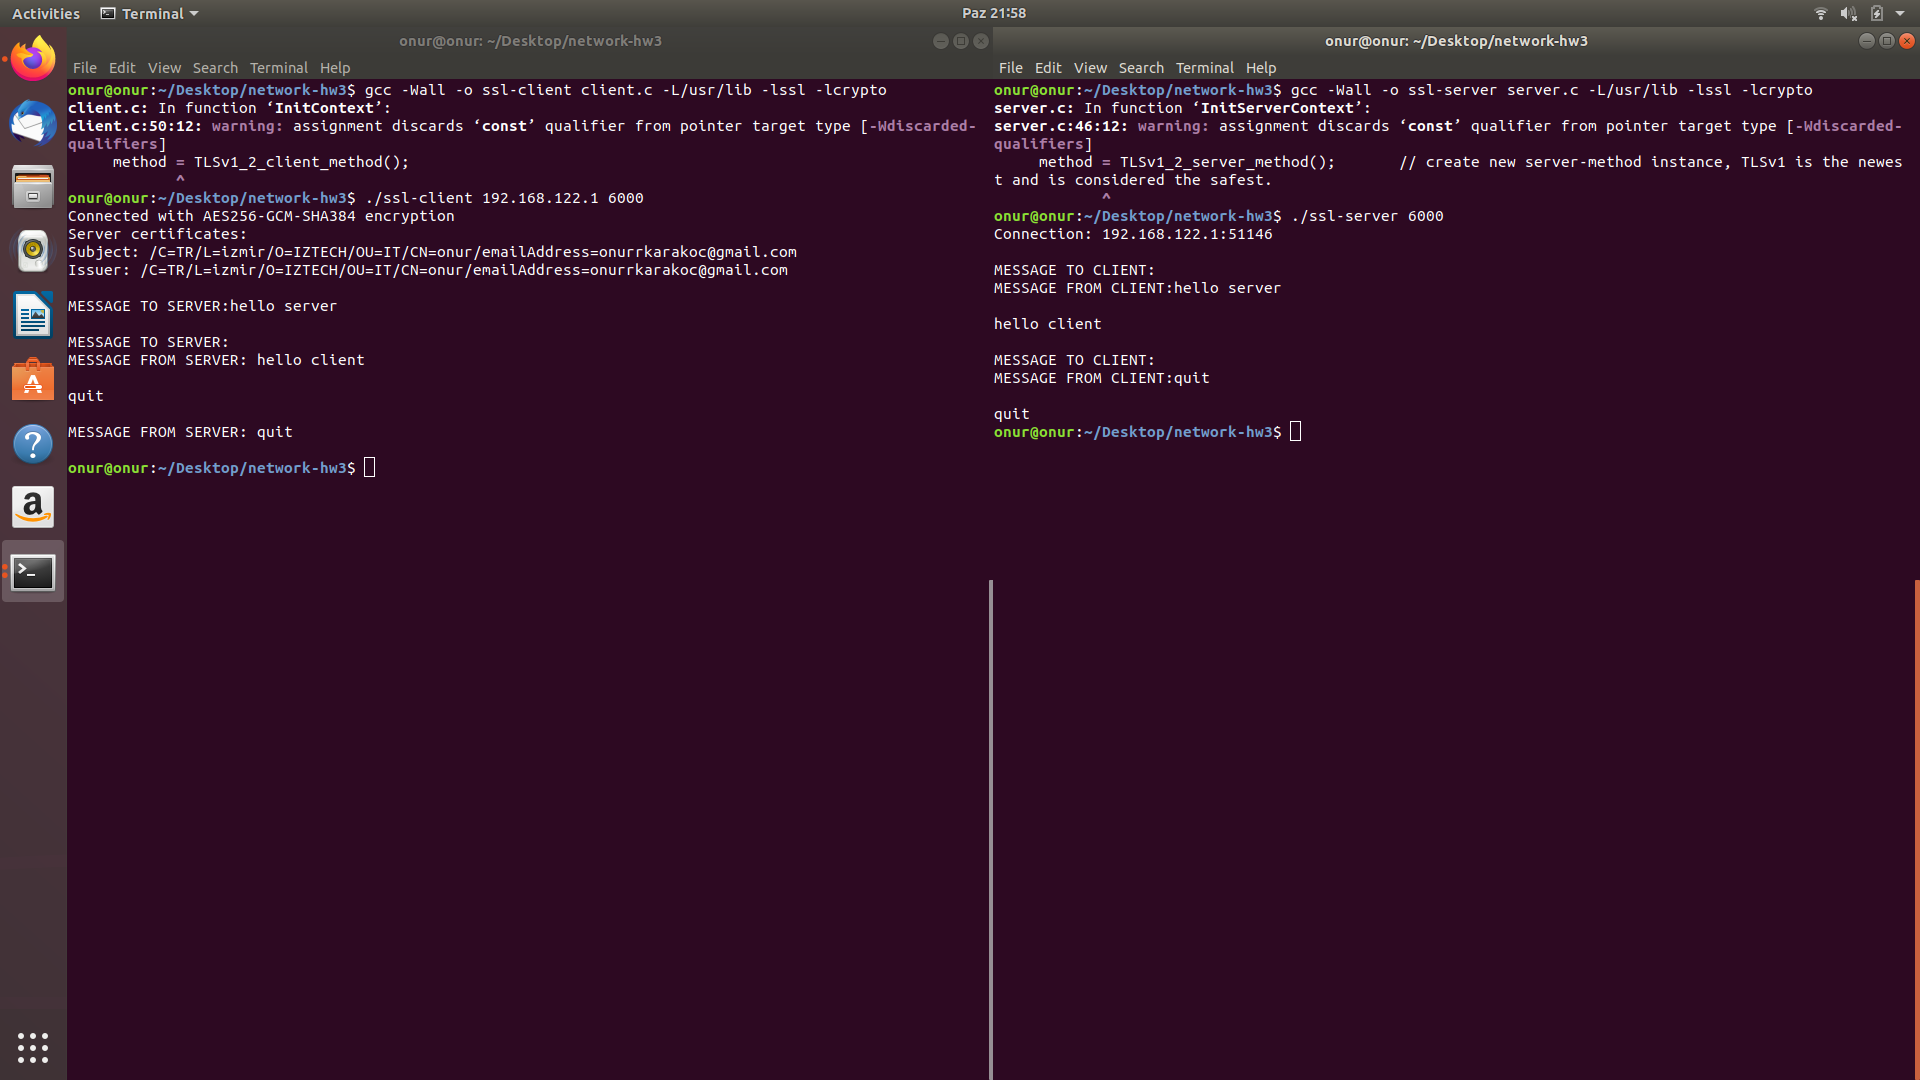 Activities Terminal Paz 21:58
onur@onur: ~/Desktop/network-hw3
File Edit View Search Terminal Help
onur@onur:~/Desktop/network-hw3$ gcc -Wall -o ssl-client client.c -L/usr/lib -lssl -lcrypto
client.c: In function ‘InitContext’:
client.c:50:12: warning: assignment discards ‘const’ qualifier from pointer target type [-Wdiscarded-
qualifiers]
method = TLSv1_2_client_method();
^
onur@onur:~/Desktop/network-hw3$ ./ssl-client 192.168.122.1 6000
Connected with AES256-GCM-SHA384 encryption
Server certificates:
Subject: /C=TR/L=izmir/O=IZTECH/OU=IT/CN=onur/emailAddress=onurrkarakoc@gmail.com
Issuer: /C=TR/L=izmir/O=IZTECH/OU=IT/CN=onur/emailAddress=onurrkarakoc@gmail.com
MESSAGE TO SERVER:hello server
MESSAGE TO SERVER:
MESSAGE FROM SERVER: hello client
quit
MESSAGE FROM SERVER: quit
onur@onur:~/Desktop/network-hw3$
onur@onur: ~/Desktop/network-hw3
File Edit View Search Terminal Help
onur@onur:~/Desktop/network-hw3$ gcc -Wall -o ssl-server server.c -L/usr/lib -lssl -lcrypto
server.c: In function ‘InitServerContext’:
server.c:46:12: warning: assignment discards ‘const’ qualifier from pointer target type [-Wdiscarded-
qualifiers]
method = TLSv1_2_server_method(); // create new server-method instance, TLSv1 is the newes
t and is considered the safest.
^
onur@onur:~/Desktop/network-hw3$ ./ssl-server 6000
Connection: 192.168.122.1:51146
MESSAGE TO CLIENT:
MESSAGE FROM CLIENT:hello server
hello client
MESSAGE TO CLIENT:
MESSAGE FROM CLIENT:quit
quit
onur@onur:~/Desktop/network-hw3$